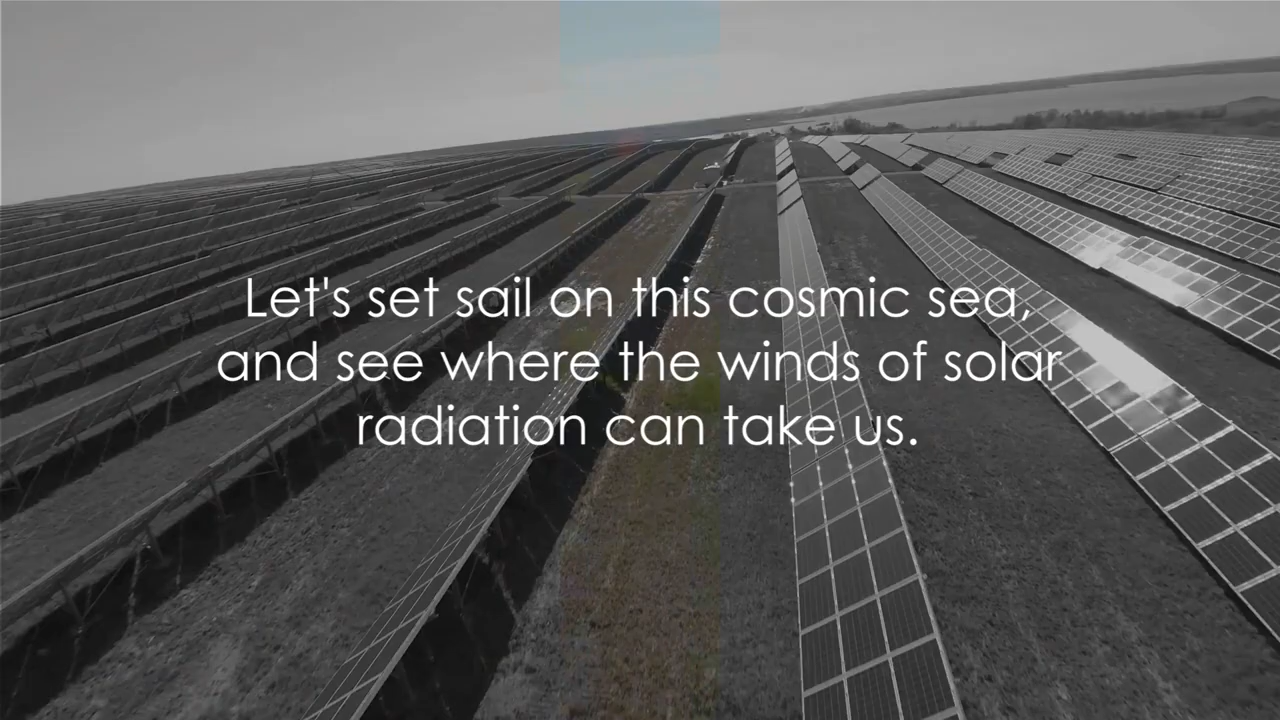 Let's set sail on this cosmic sea,
and see where the winds of solar
radiation can take us.